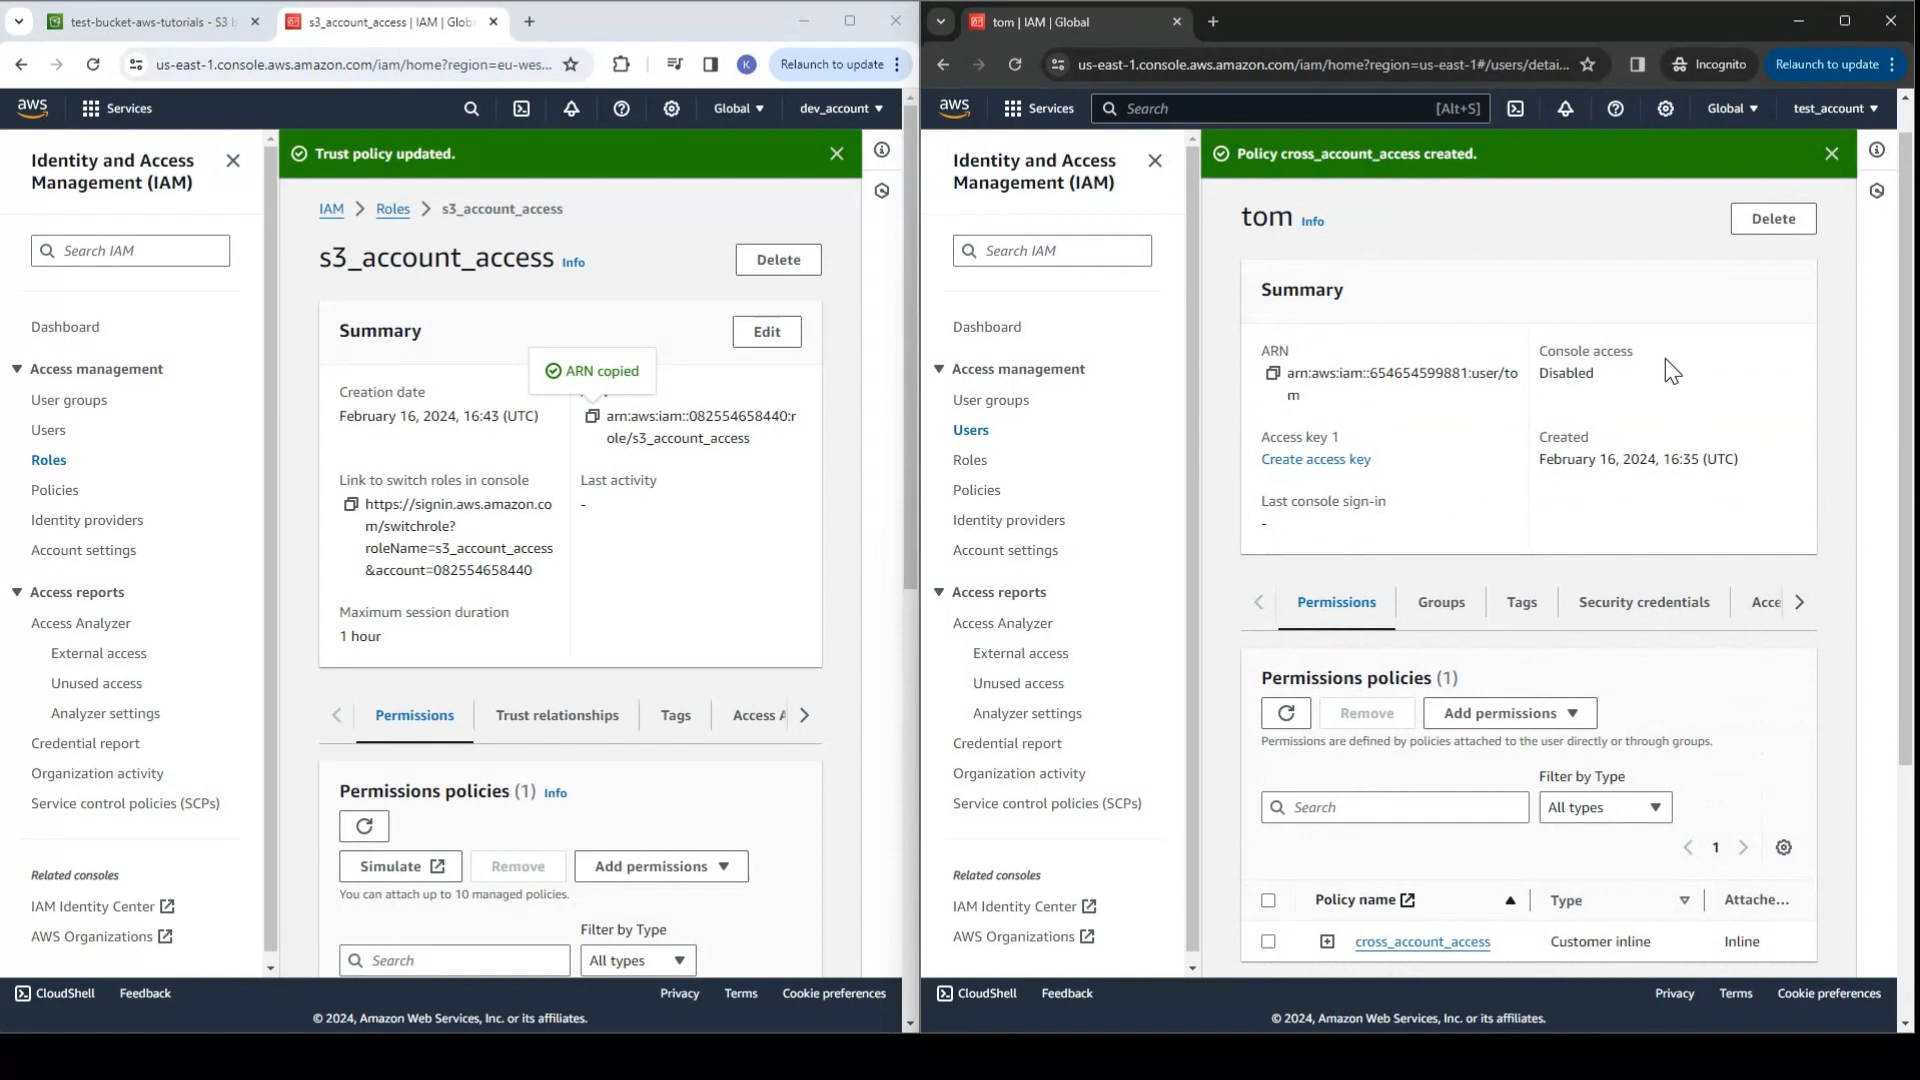 test-bucket-aws-tutorials - S3 b
s3_account_access | IAM | Glob
us-east-1.console.aws.amazon.com/iam/home?region=eu-wes...
K
Relaunch to update
aws
Services
Global
dev_account
Identity and Access
Management (IAM)
Search IAM
Dashboard
Access management
User groups
Users
Roles
Policies
Identity providers
Account settings
Access reports
Access Analyzer
External access
Unused access
Analyzer settings
Credential report
Organization activity
Service control policies (SCPs)
Related consoles
IAM Identity Center
AWS Organizations
Trust policy updated.
IAM > Roles > s3_account_access
s3_account_access Info
Delete
Summary
Edit
ARN copied
Creation date
February 16, 2024, 16:43 (UTC)
arn:aws:iam::082554658440:r
ole/s3_account_access
Link to switch roles in console
https://signin.aws.amazon.co
m/switchrole?
roleName=s3_account_access
&account=082554658440
Last activity
-
Maximum session duration
1 hour
Permissions
Trust relationships
Tags
Access A
Permissions policies (1) Info
Simulate
Remove
Add permissions
You can attach up to 10 managed policies.
Filter by Type
Search
All types
CloudShell
Feedback
Privacy
Terms
Cookie preferences
© 2024, Amazon Web Services, Inc. or its affiliates.
tom | IAM | Global
us-east-1.console.aws.amazon.com/iam/home?region=us-east-1#/users/detai...
Incognito
Relaunch to update
aws
Services
Search
[Alt+S]
Global
test_account
Identity and Access
Management (IAM)
Search IAM
Dashboard
Access management
User groups
Users
Roles
Policies
Identity providers
Account settings
Access reports
Access Analyzer
External access
Unused access
Analyzer settings
Credential report
Organization activity
Service control policies (SCPs)
Related consoles
IAM Identity Center
AWS Organizations
Policy cross_account_access created.
tom Info
Delete
Summary
ARN
arn:aws:iam::654654599881:user/to
m
Console access
Disabled
Access key 1
Create access key
Created
February 16, 2024, 16:35 (UTC)
Last console sign-in
-
Permissions
Groups
Tags
Security credentials
Acce
Permissions policies (1)
Remove
Add permissions
Permissions are defined by policies attached to the user directly or through groups.
Filter by Type
Search
All types
1
Policy name
Type
Attache...
cross_account_access
Customer inline
Inline
CloudShell
Feedback
Privacy
Terms
Cookie preferences
© 2024, Amazon Web Services, Inc. or its affiliates.